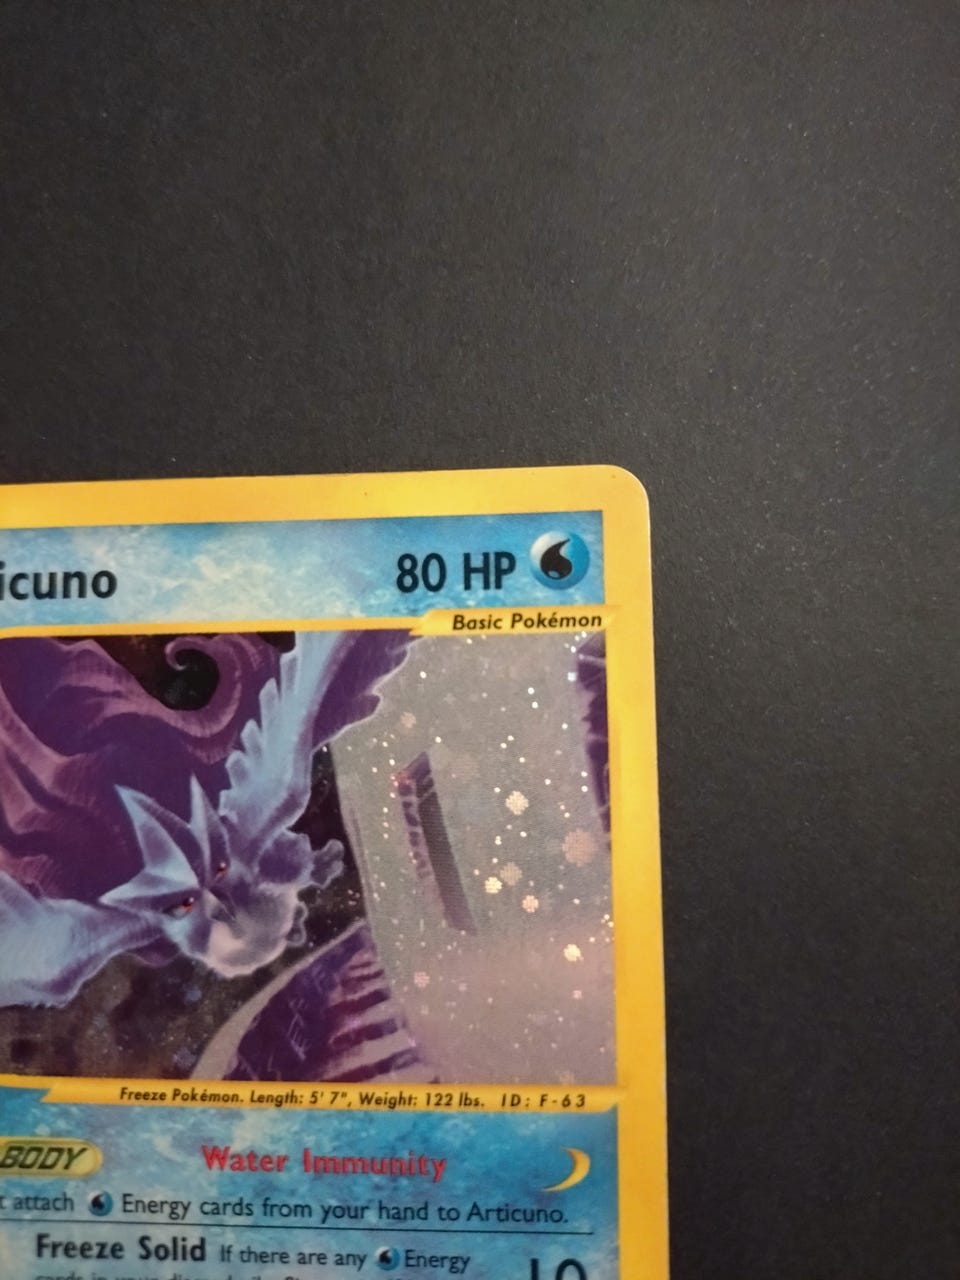 icuno 80 HP
Basic Pokémon
Freeze Pokémon. Length: 5' 7", Weight: 122 lbs. ID: F-63
BODY Water Immunity
t attach Energy cards from your hand to Articuno.
Freeze Solid If there are any Energy
10